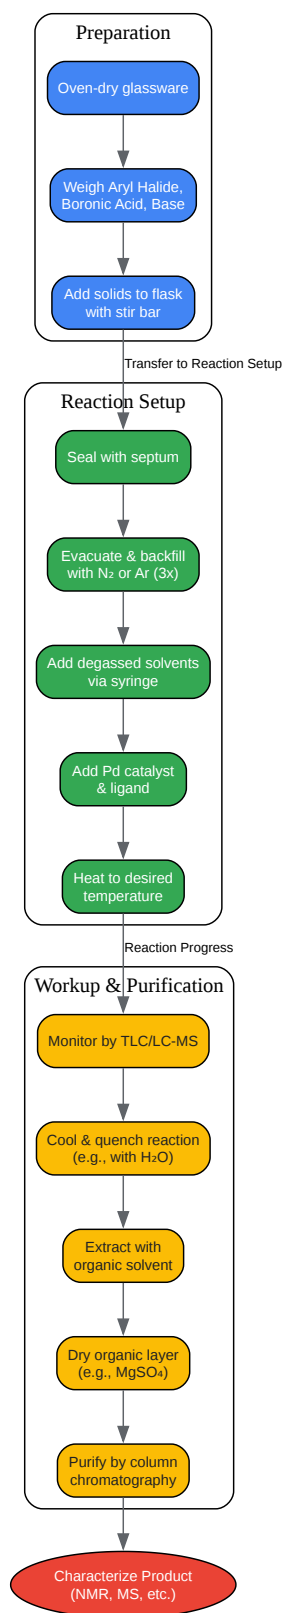 Preparation
Oven-dry glassware
Weigh Aryl Halide,
Boronic Acid, Base
Add solids to flask
with stir bar
Transfer to Reaction Setup
Reaction Setup
Seal with septum
Evacuate & backfill
with N₂ or Ar (3x)
Add degassed solvents
via syringe
Add Pd catalyst
& ligand
Heat to desired
temperature
Reaction Progress
Workup & Purification
Monitor by TLC/LC-MS
Cool & quench reaction
(e.g., with H₂O)
Extract with
organic solvent
Dry organic layer
(e.g., MgSO₄)
Purify by column
chromatography
Characterize Product
(NMR, MS, etc.)